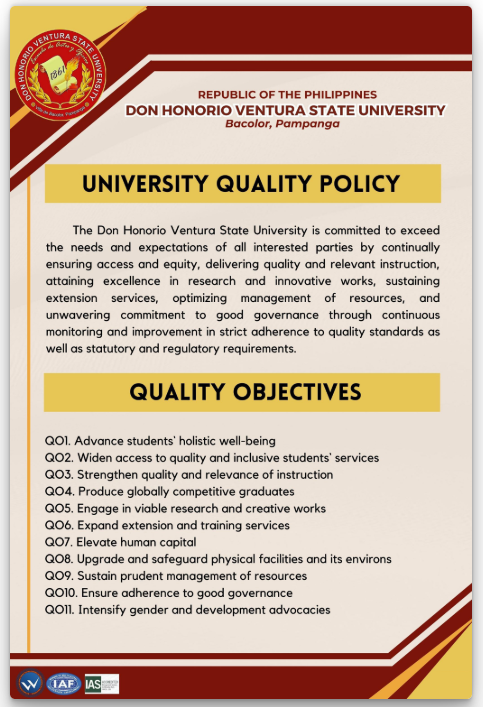 DON HONORIO VENTURA STATE UNIVERSITY
1861
REPUBLIC OF THE PHILIPPINES
DON HONORIO VENTURA STATE UNIVERSITY
Bacolor, Pampanga
UNIVERSITY QUALITY POLICY
The Don Honorio Ventura State University is committed to exceed
the needs and expectations of all interested parties by continually
ensuring access and equity, delivering quality and relevant instruction,
attaining excellence in research and innovative works, sustaining
extension services, optimizing management of resources, and
unwavering commitment to good governance through continuous
monitoring and improvement in strict adherence to quality standards as
well as statutory and regulatory requirements.
QUALITY OBJECTIVES
QO1. Advance students' holistic well-being
QO2. Widen access to quality and inclusive students' services
QO3. Strengthen quality and relevance of instruction
QO4. Produce globally competitive graduates
QO5. Engage in viable research and creative works
QO6. Expand extension and training services
QO7. Elevate human capital
QO8. Upgrade and safeguard physical facilities and its environs
QO9. Sustain prudent management of resources
QO10. Ensure adherence to good governance
QO11. Intensify gender and development advocacies
IAF
IAS